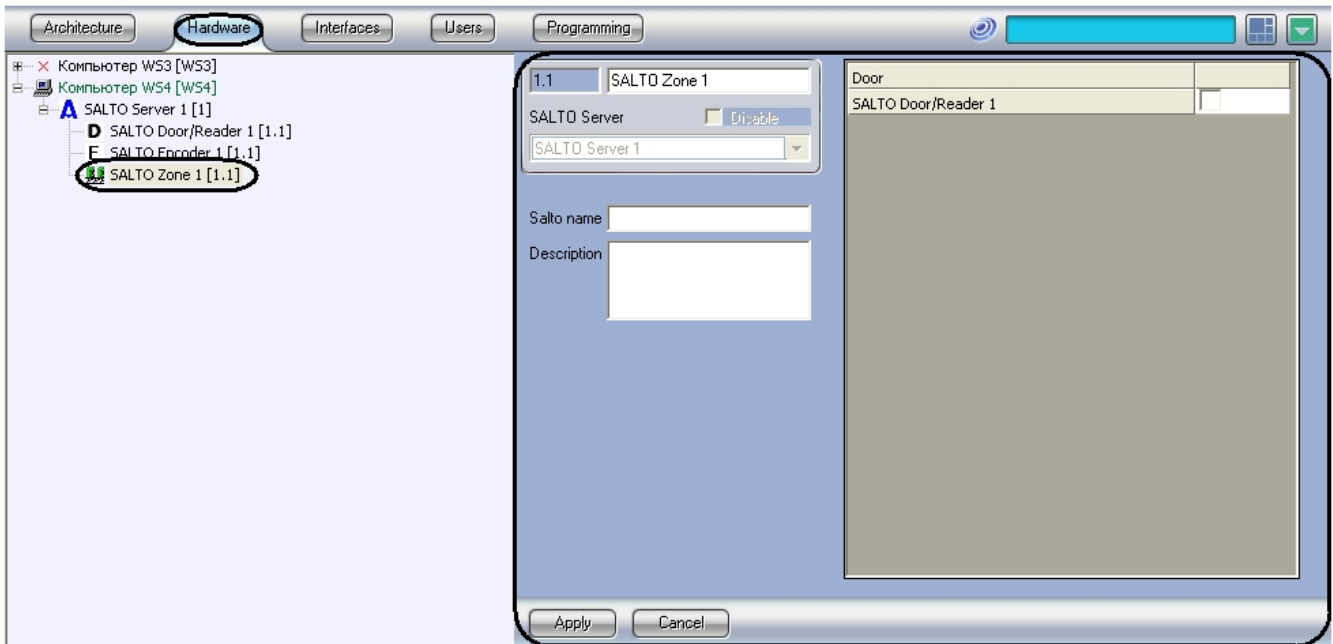 Architecture Hardware Interfaces Users Programming
Компьютер WS3 [WS3]
Компьютер WS4 [WS4]
SALTO Server 1 [1]
D SALTO Door/Reader 1 [1.1]
E SALTO Encoder 1 [1.1]
SALTO Zone 1 [1.1]
1.1 SALTO Zone 1
SALTO Server Disable
SALTO Server 1
Salto name
Description
Door
SALTO Door/Reader 1
Apply Cancel